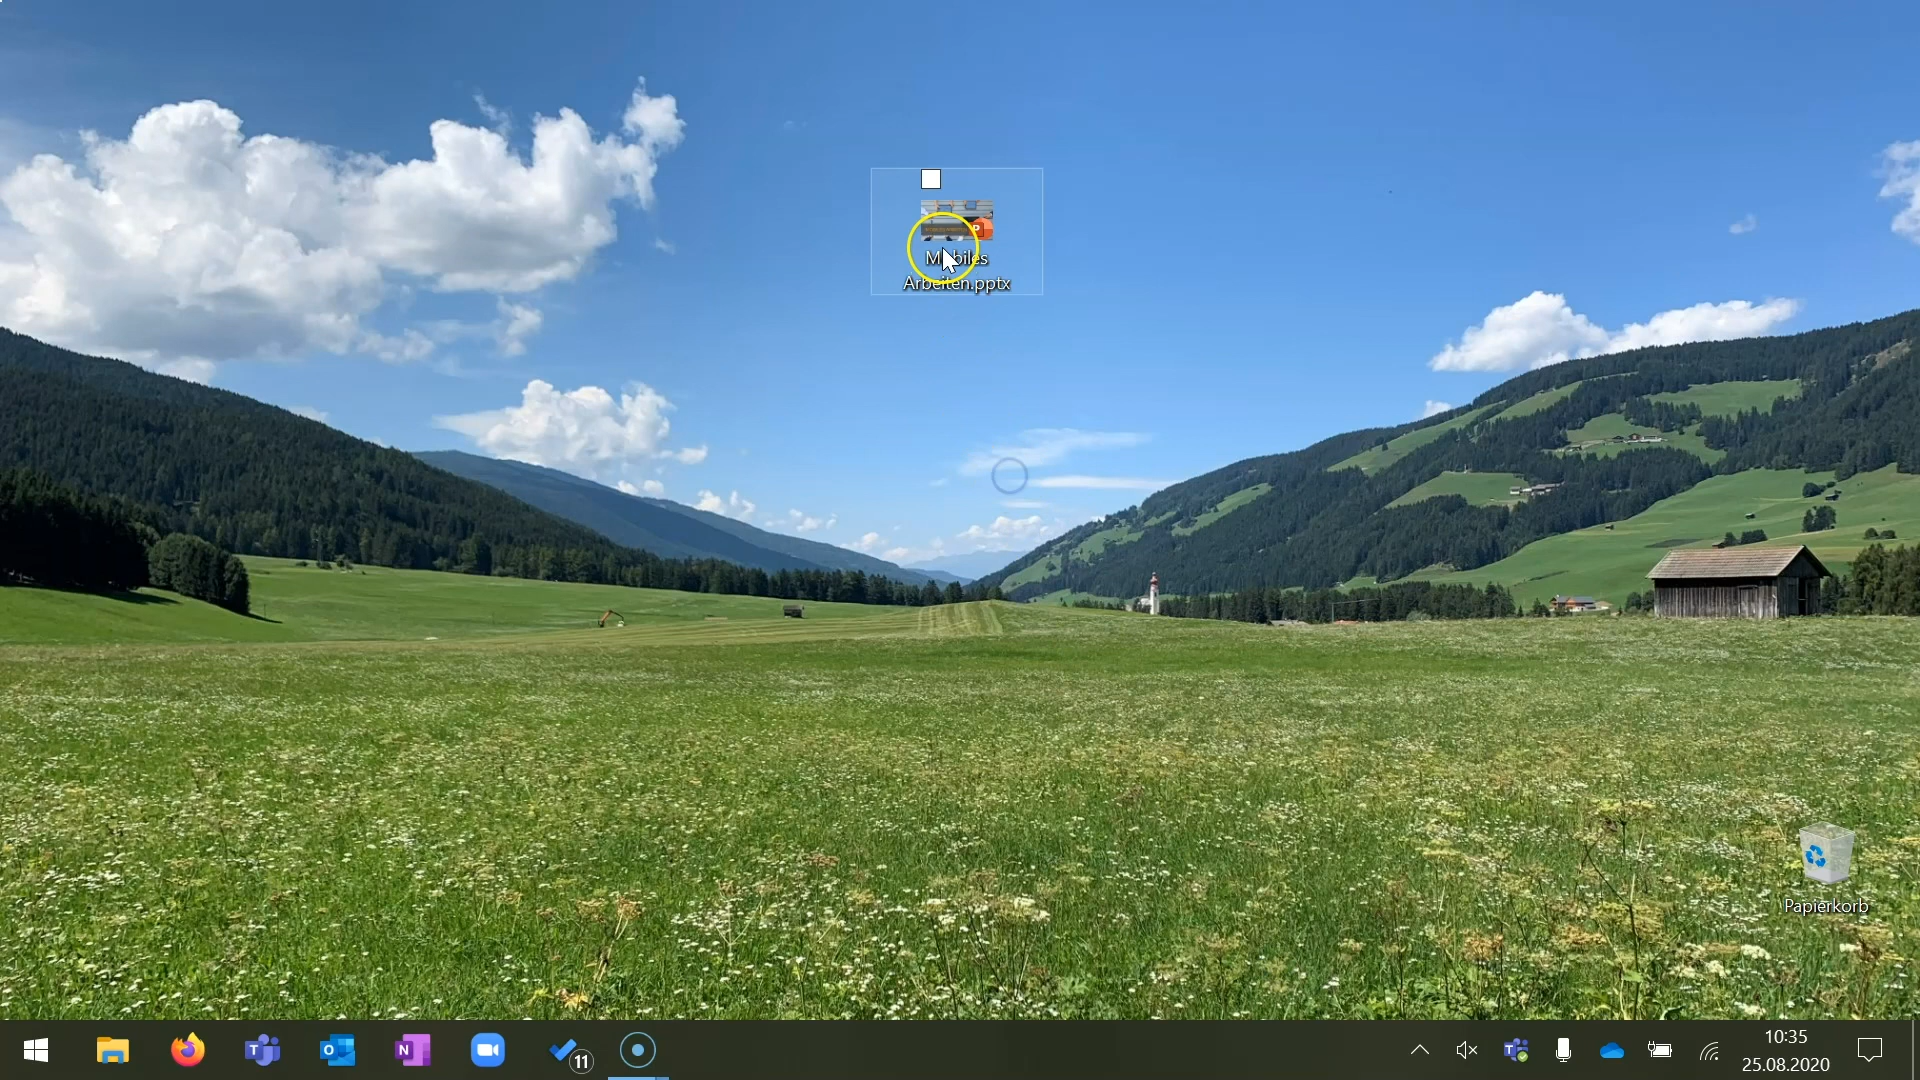 Mobiles
Arbeiten.pptx
Papierkorb
11
10:35
25.08.2020